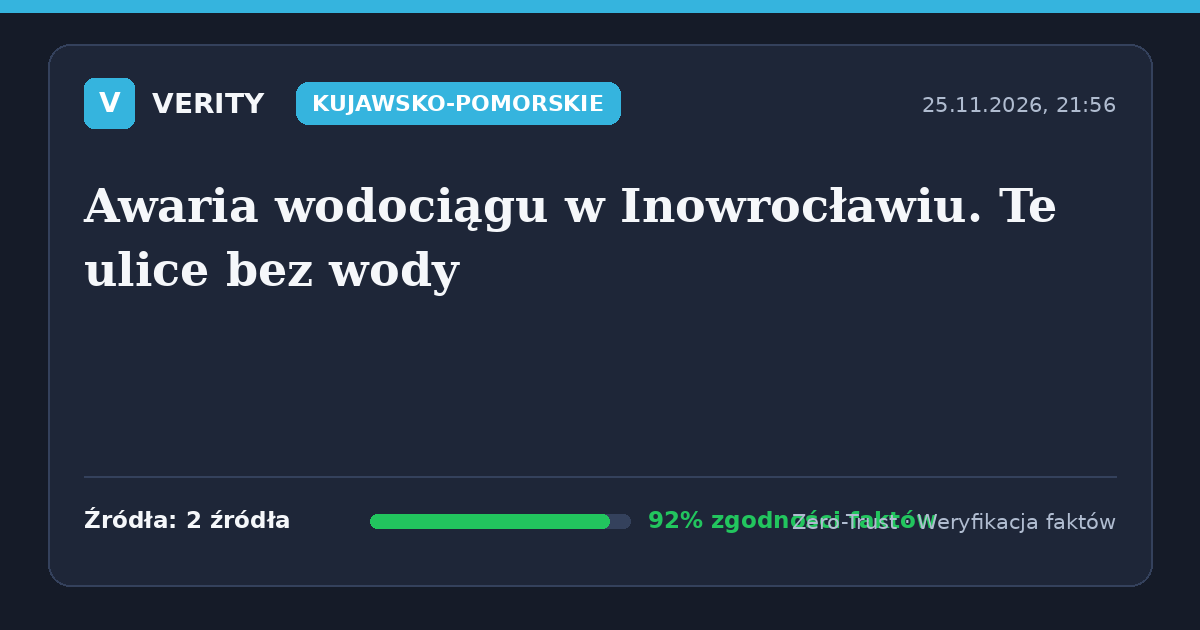 V VERITY KUJAWSKO-POMORSKIE 25.11.2026, 21:56
Awaria wodociągu w Inowrocławiu. Te
ulice bez wody
Źródła: 2 źródła 92% zgodności faktów Zero-Trust · Weryfikacja faktów